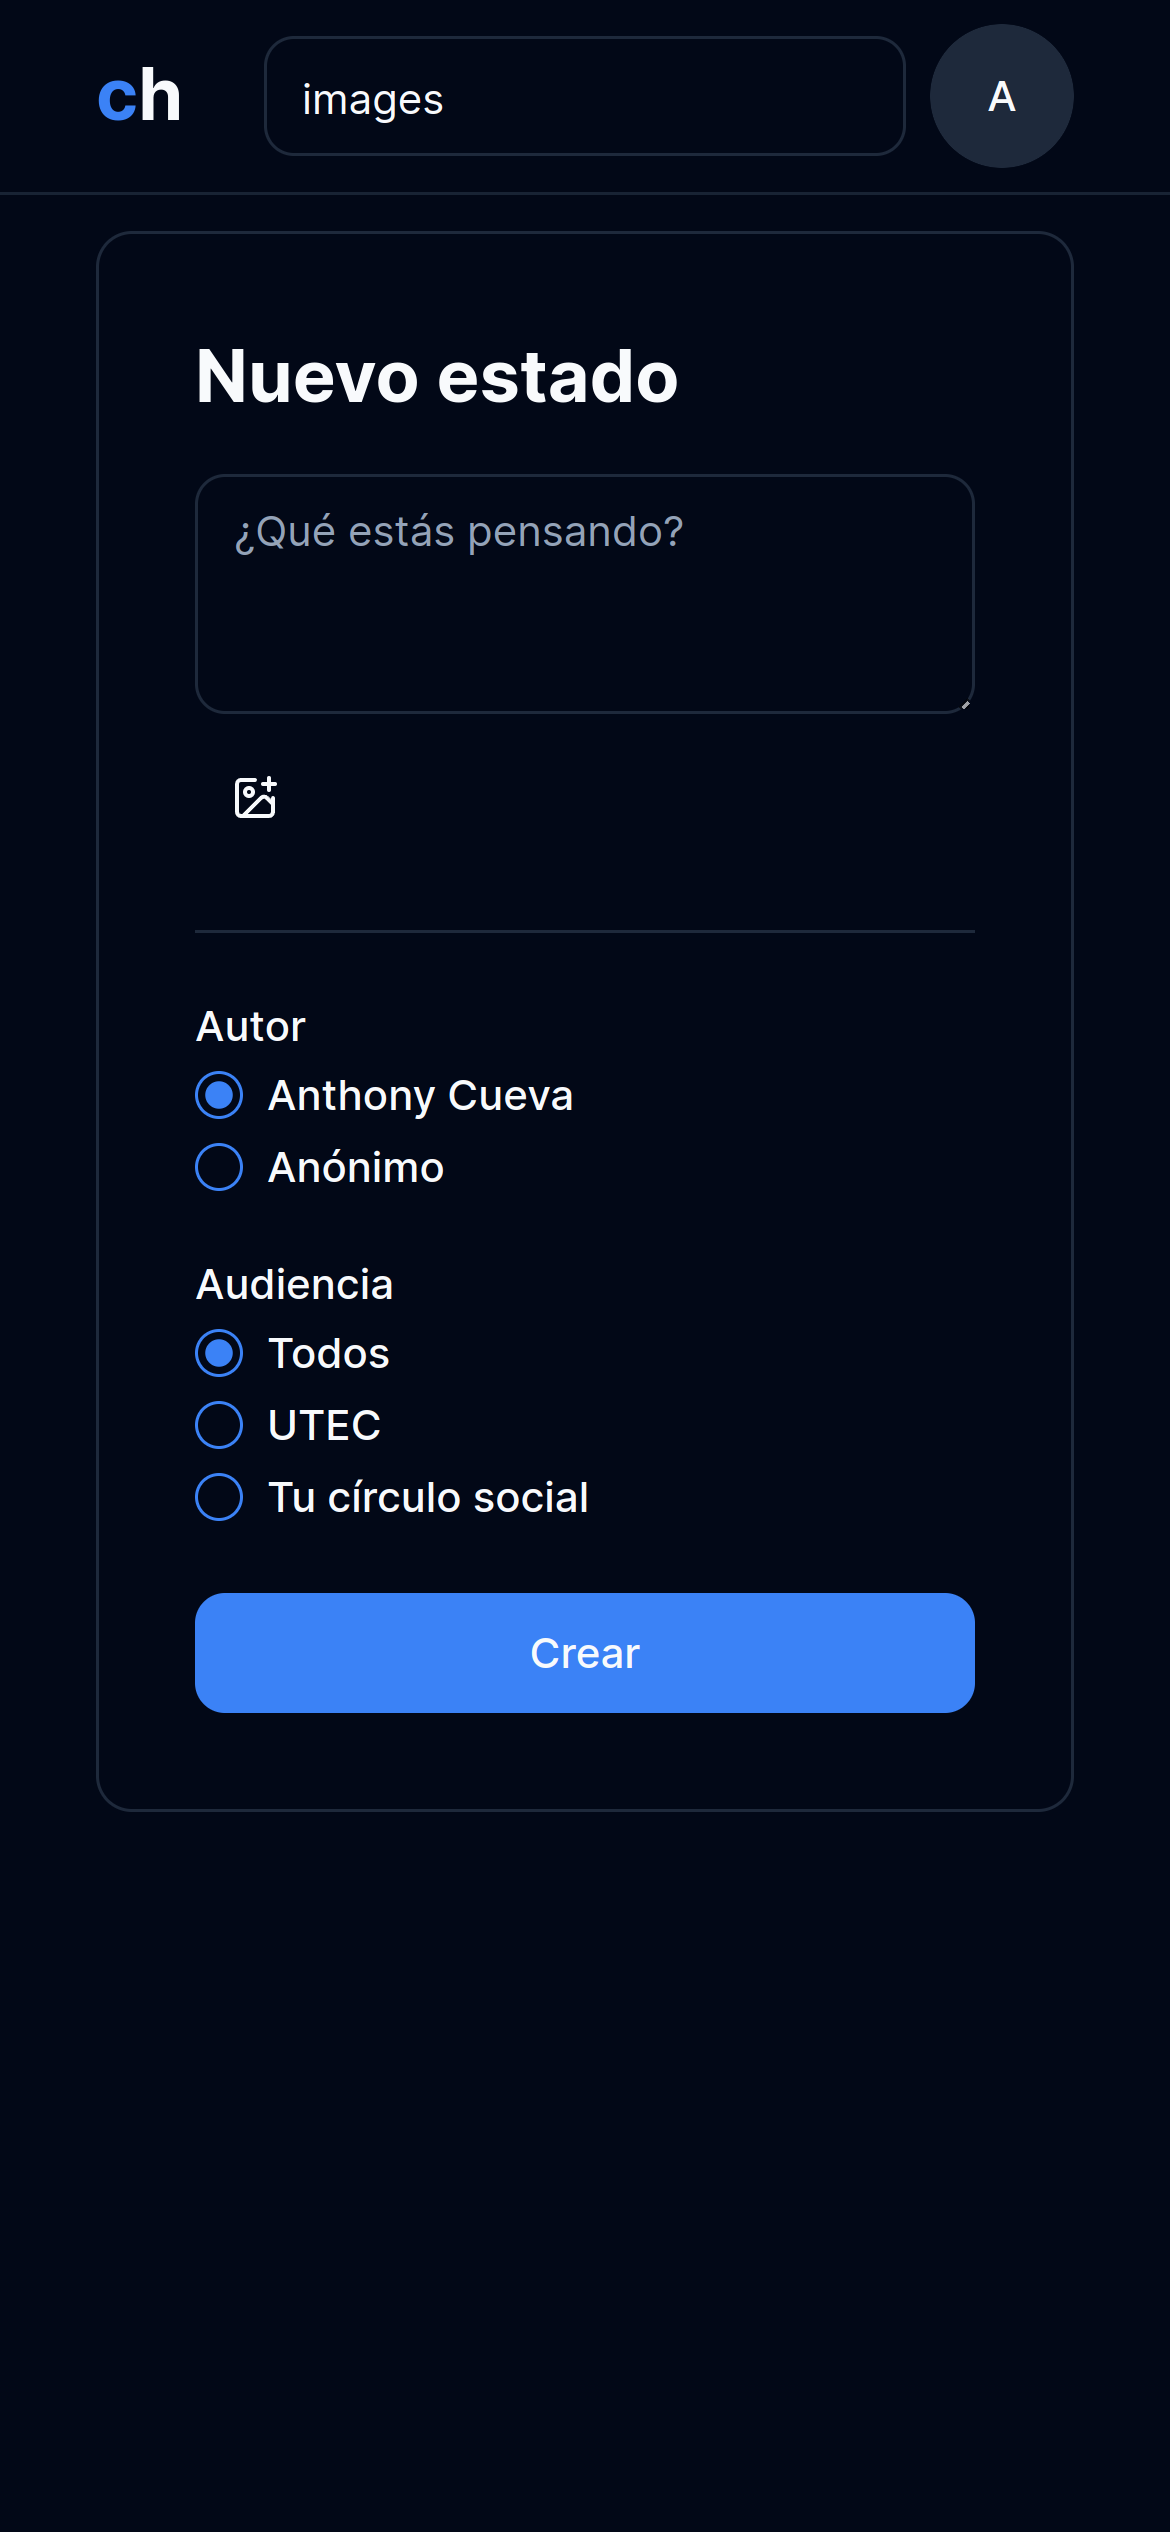 ch
images
A
Nuevo estado
¿Qué estás pensando?
Autor
Anthony Cueva
Anónimo
Audiencia
Todos
UTEC
Tu círculo social
Crear